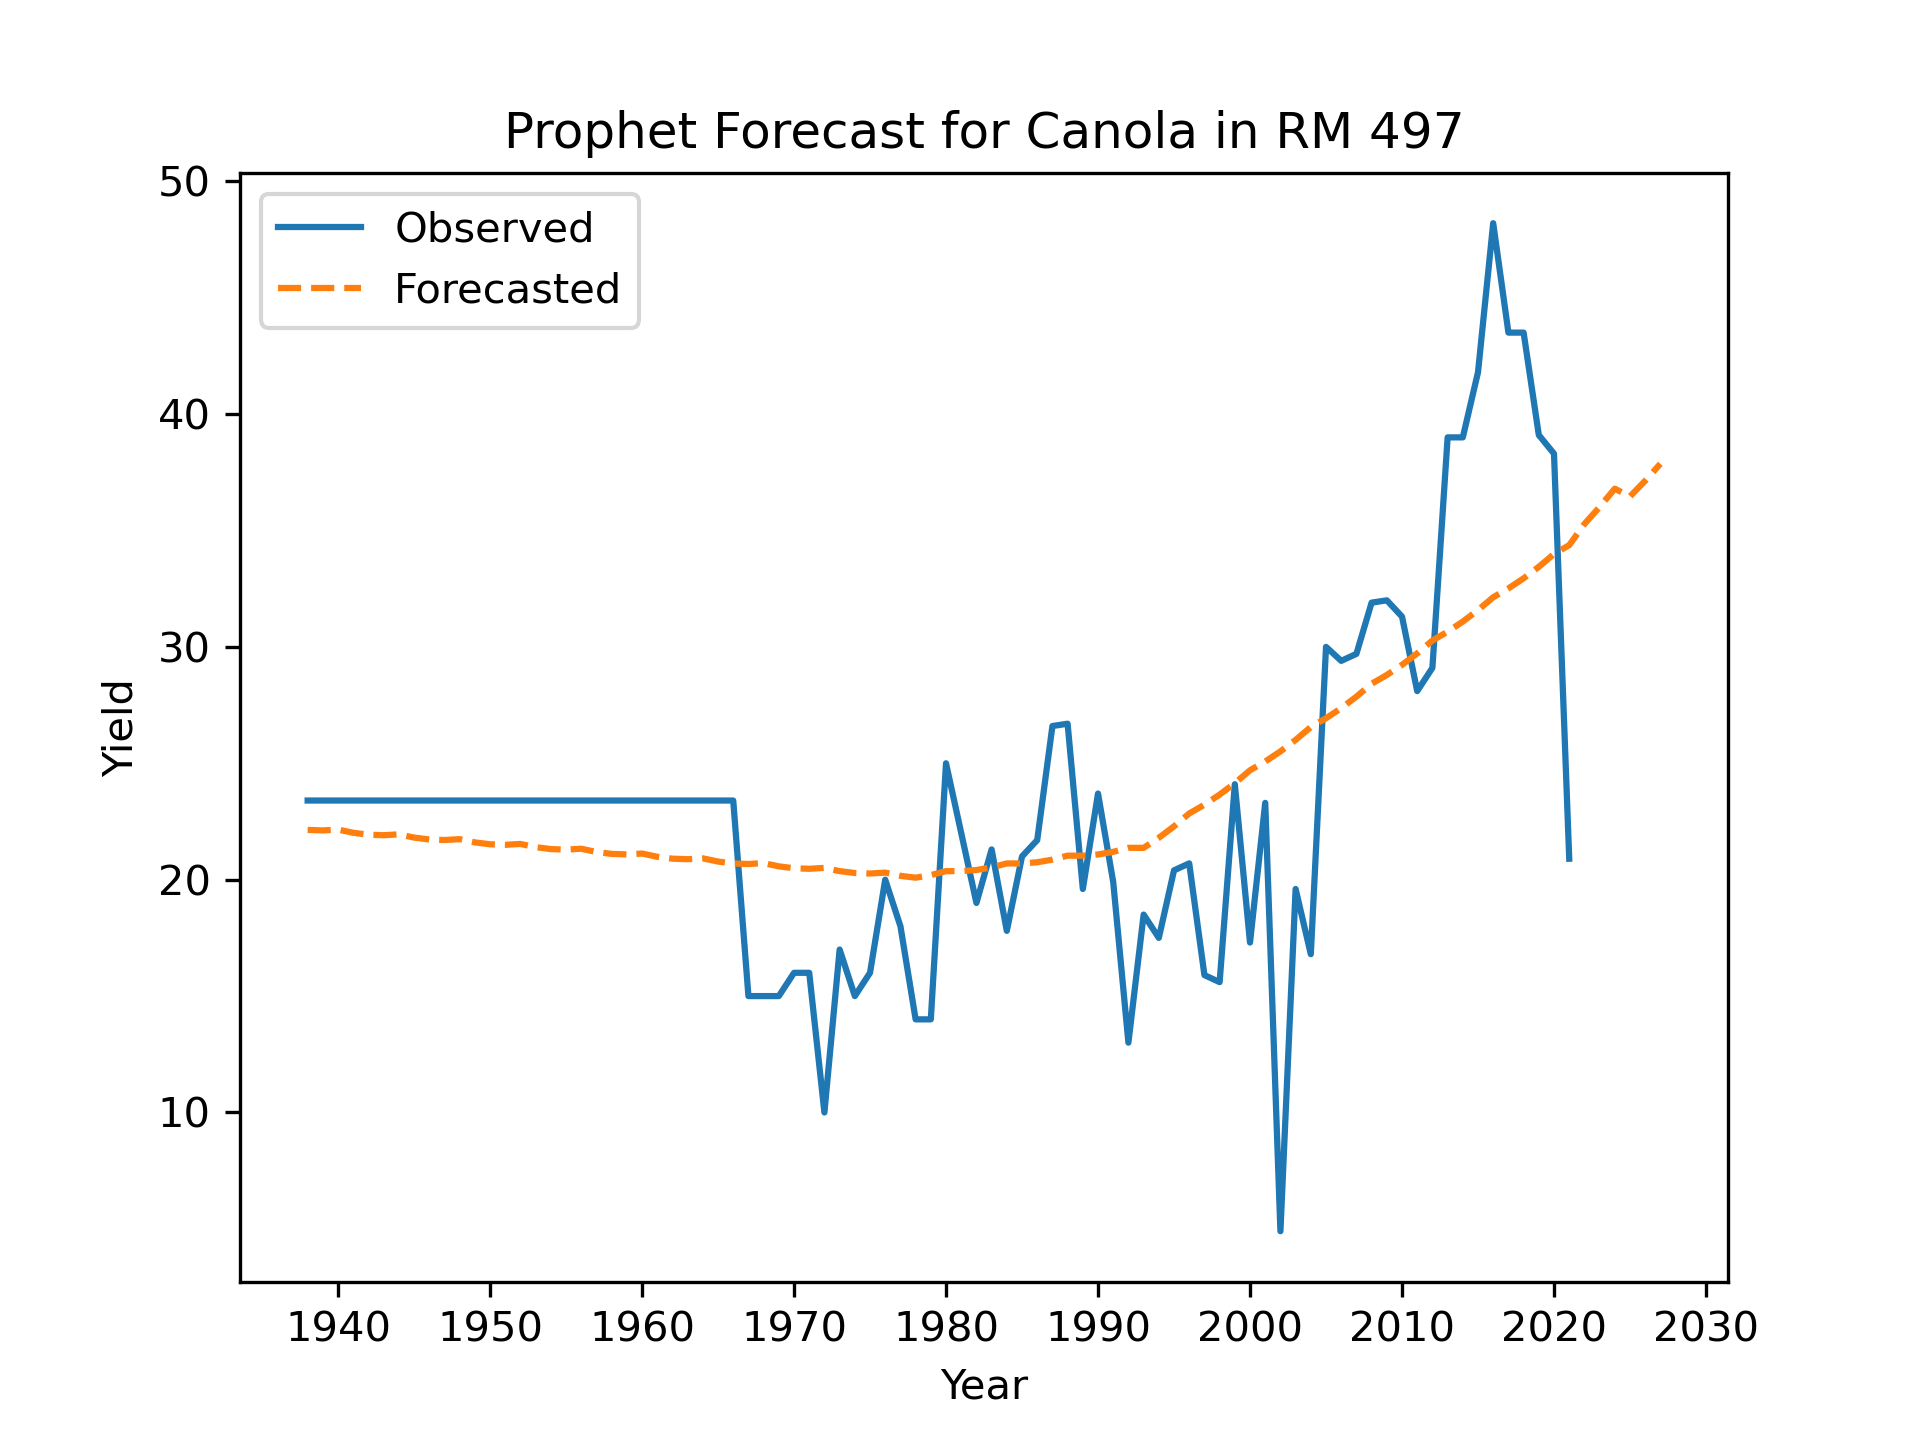 Prophet Forecast for Canola in RM 497
50
40
30
20
10
Yield
Observed
Forecasted
1940 1950 1960 1970 1980 1990 2000 2010 2020 2030
Year